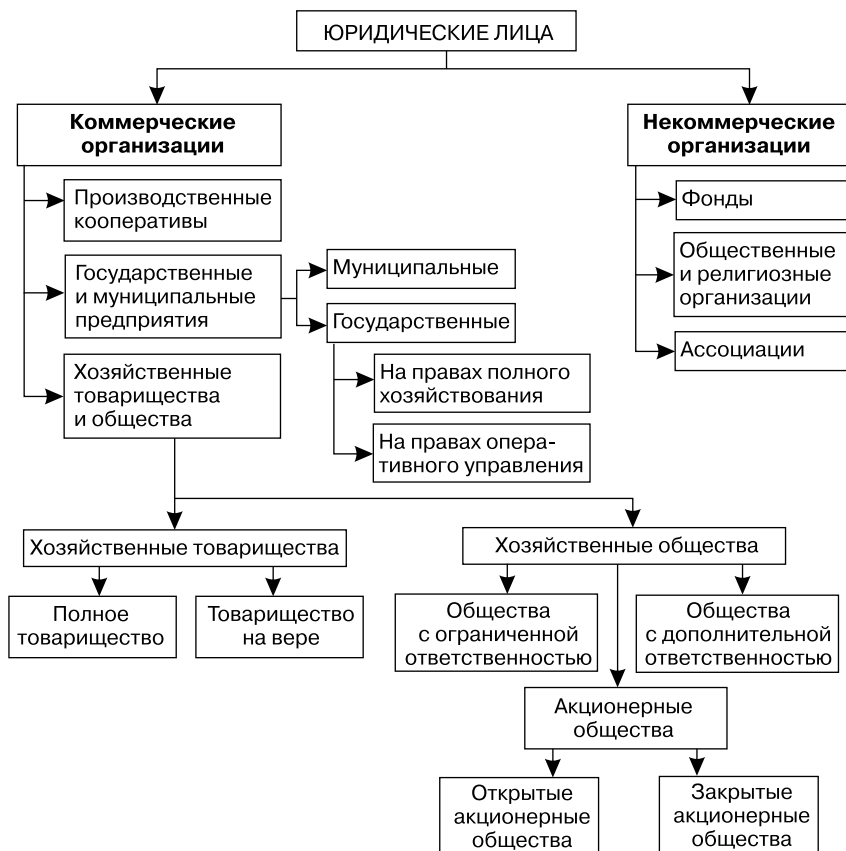 ЮРИДИЧЕСКИЕ ЛИЦА
Коммерческие
организации
Некоммерческие
организации
Производственные
кооперативы
Государственные
и муниципальные
предприятия
Муниципальные
Государственные
На правах полного
хозяйствования
На правах опера-
тивного управления
Хозяйственные
товарищества
и общества
Фонды
Общественные
и религиозные
организации
Ассоциации
Хозяйственные товарищества
Полное
товарищество
Товарищество
на вере
Хозяйственные общества
Общества
с ограниченной
ответственностью
Общества
с дополнительной
ответственностью
Акционерные
общества
Открытые
акционерные
общества
Закрытые
акционерные
общества